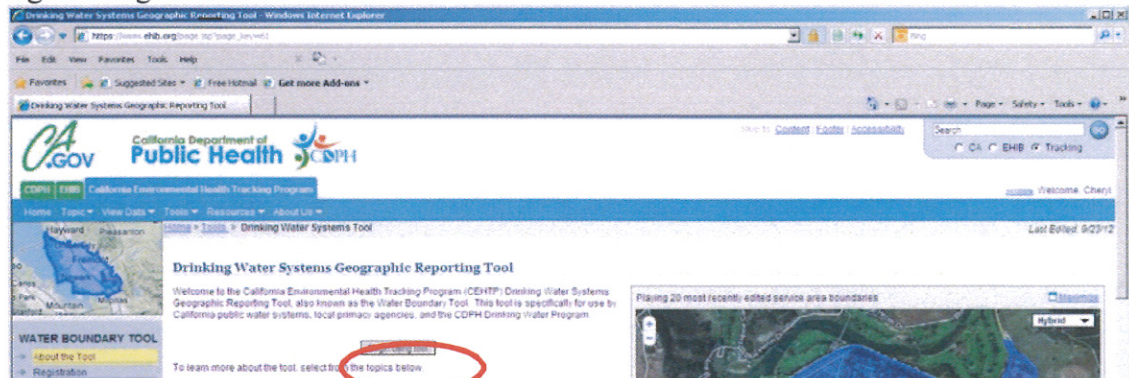 Drinking Water Systems Geographic Reporting Tool - Windows Internet Explorer
Bing
File Edit View Favorites Tools Help
Favorites Suggested Sites Free Hotmail Get more Add-ons
Drinking Water Systems Geographic Reporting Tool
Page Safety Tools
CA.GOV California Department of Public Health CDPH
Skip to: Content | Footer | Accessibility
Search
CA EHIB Tracking
CDPH EHIB California Environmental Health Tracking Program
Welcome, Cheryl
Home Topic View Data Tools Resources About Us
Home » Tools » Drinking Water Systems Tool
Last Edited: 9/23/12
Hayward Pleasanton
Fremont
Newark
Mountain Milpitas
Drinking Water Systems Geographic Reporting Tool
Welcome to the California Environmental Health Tracking Program (CEHTP) Drinking Water Systems
Geographic Reporting Tool, also known as the Water Boundary Tool. This tool is specifically for use by
California public water systems, local primacy agencies, and the CDPH Drinking Water Program.
Playing 20 most recently edited service area boundaries
Maximize
Hybrid
WATER BOUNDARY TOOL
About the Tool
Registration
To learn more about the tool, select from the topics below